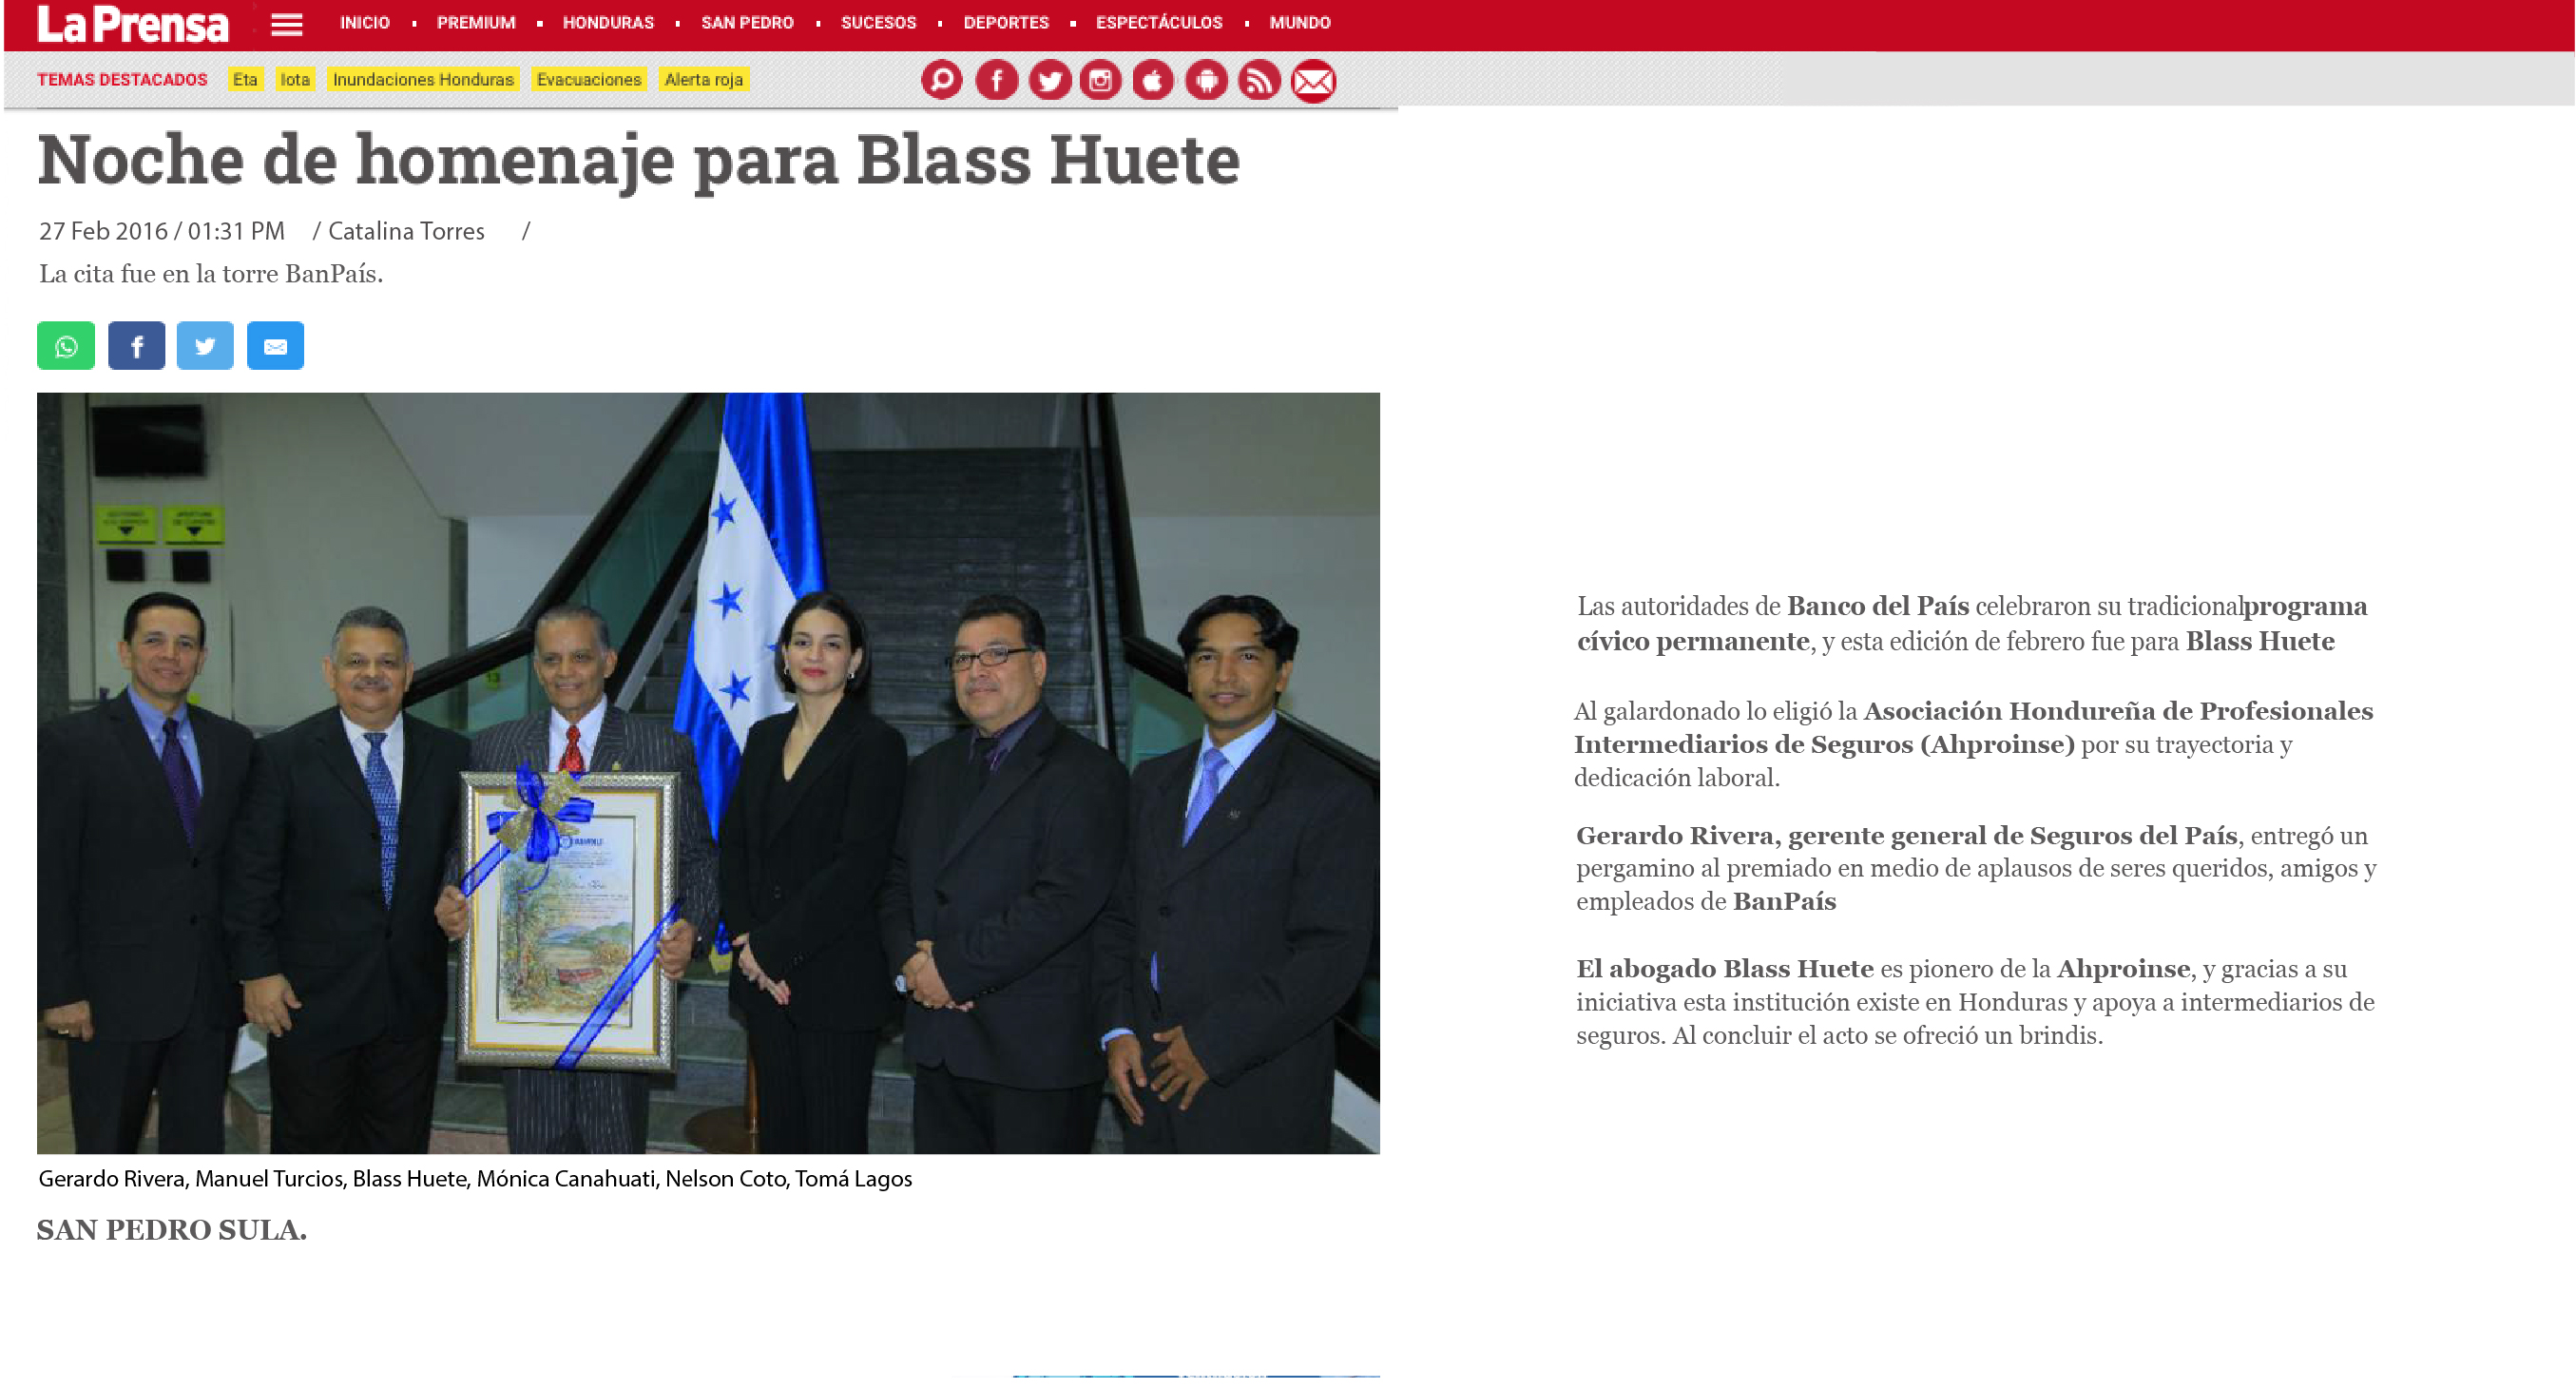 La Prensa
INICIO · PREMIUM · HONDURAS · SAN PEDRO · SUCESOS · DEPORTES · ESPECTÁCULOS · MUNDO
TEMAS DESTACADOS Eta Iota Inundaciones Honduras Evacuaciones Alerta roja
Noche de homenaje para Blass Huete
27 Feb 2016 / 01:31 PM / Catalina Torres /
La cita fue en la torre BanPaís.
Gerardo Rivera, Manuel Turcios, Blass Huete, Mónica Canahuati, Nelson Coto, Tomá Lagos
SAN PEDRO SULA.
Las autoridades de Banco del País celebraron su tradicional programa
cívico permanente, y esta edición de febrero fue para Blass Huete.
Al galardonado lo eligió la Asociación Hondureña de Profesionales
Intermediarios de Seguros (Ahproinse) por su trayectoria y
dedicación laboral.
Gerardo Rivera, gerente general de Seguros del País, entregó un
pergamino al premiado en medio de aplausos de seres queridos, amigos y
empleados de BanPaís
El abogado Blass Huete es pionero de la Ahproinse, y gracias a su
iniciativa esta institución existe en Honduras y apoya a intermediarios de
seguros. Al concluir el acto se ofreció un brindis.